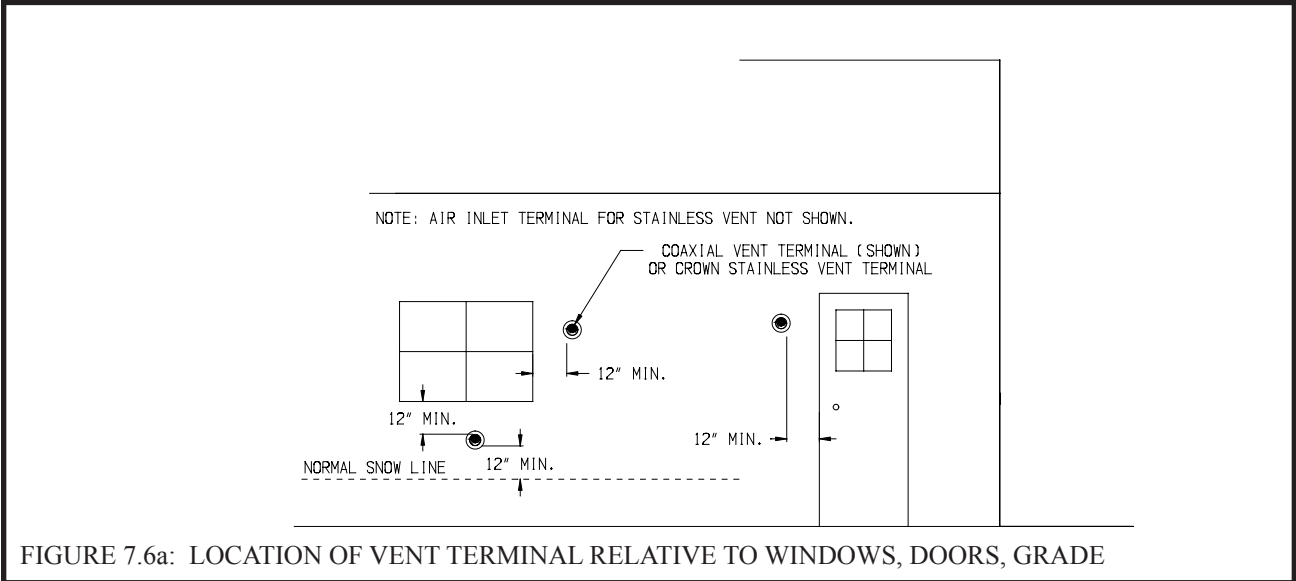 NOTE: AIR INLET TERMINAL FOR STAINLESS VENT NOT SHOWN.
COAXIAL VENT TERMINAL (SHOWN)
OR CROWN STAINLESS VENT TERMINAL
12" MIN.
12" MIN.
12" MIN.
NORMAL SNOW LINE
12" MIN.
FIGURE 7.6a: LOCATION OF VENT TERMINAL RELATIVE TO WINDOWS, DOORS, GRADE